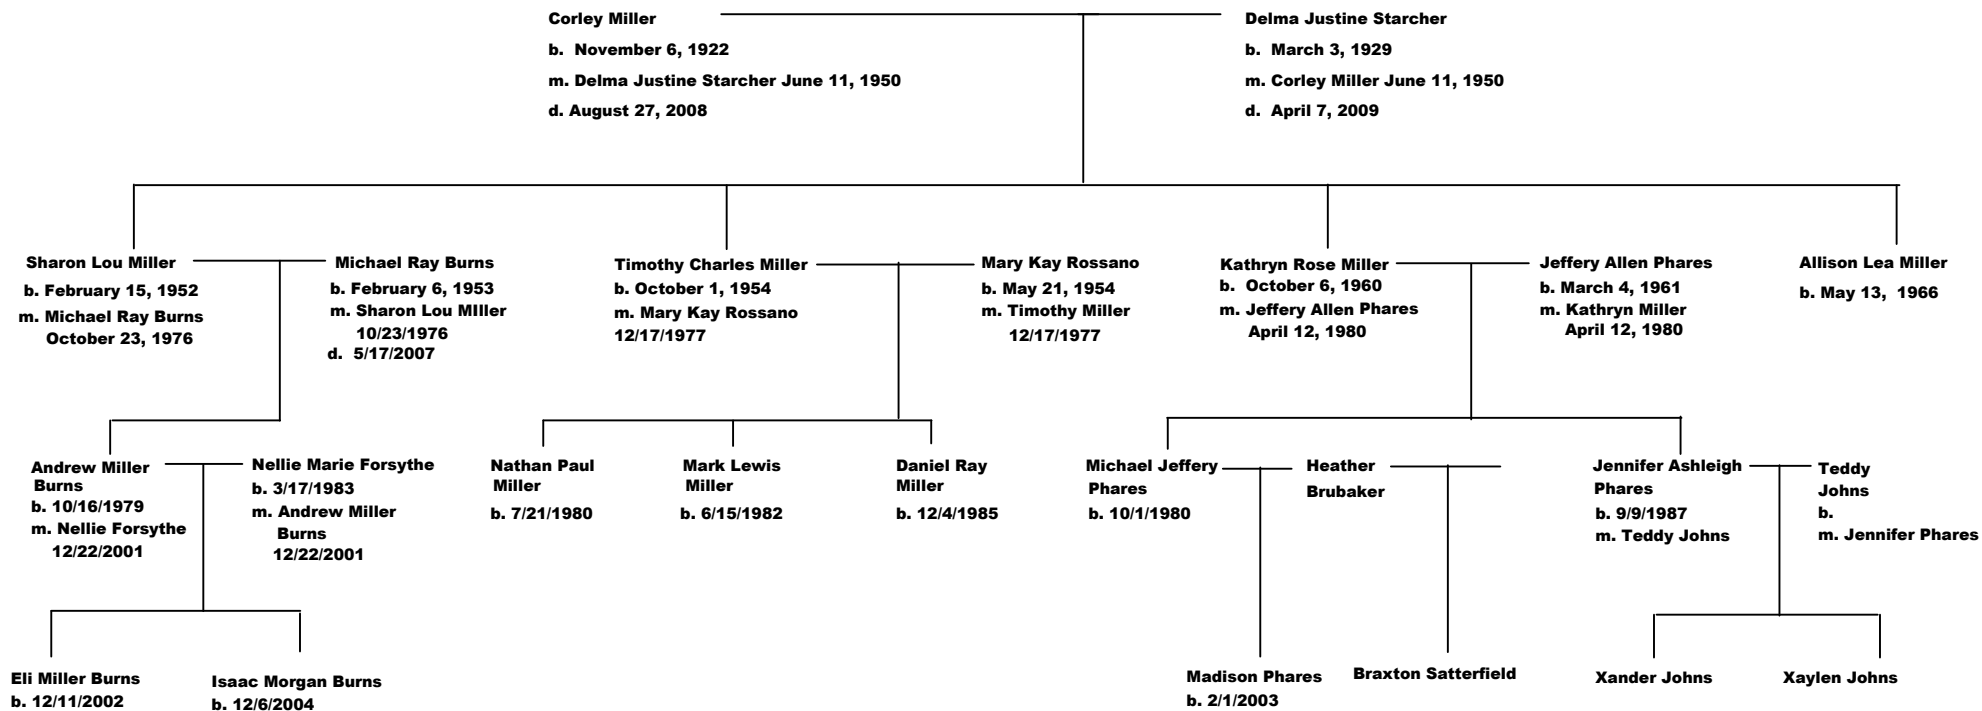 Corley Miller
b. November 6, 1922
m. Delma Justine Starcher June 11, 1950
d. August 27, 2008
Delma Justine Starcher
b. March 3, 1929
m. Corley Miller June 11, 1950
d. April 7, 2009
Sharon Lou Miller
b. February 15, 1952
m. Michael Ray Burns
October 23, 1976
Michael Ray Burns
b. February 6, 1953
m. Sharon Lou MIller
10/23/1976
d. 5/17/2007
Timothy Charles Miller
b. October 1, 1954
m. Mary Kay Rossano
12/17/1977
Mary Kay Rossano
b. May 21, 1954
m. Timothy Miller
12/17/1977
Kathryn Rose Miller
b. October 6, 1960
m. Jeffery Allen Phares
April 12, 1980
Jeffery Allen Phares
b. March 4, 1961
m. Kathryn Miller
April 12, 1980
Allison Lea Miller
b. May 13, 1966
Andrew Miller
Burns
b. 10/16/1979
m. Nellie Forsythe
12/22/2001
Nellie Marie Forsythe
b. 3/17/1983
m. Andrew Miller
Burns
12/22/2001
Nathan Paul
Miller
b. 7/21/1980
Mark Lewis
Miller
b. 6/15/1982
Daniel Ray
Miller
b. 12/4/1985
Michael Jeffery
Phares
b. 10/1/1980
Heather
Brubaker
Jennifer Ashleigh
Phares
b. 9/9/1987
m. Teddy Johns
Teddy
Johns
b.
m. Jennifer Phares
Eli Miller Burns
b. 12/11/2002
Isaac Morgan Burns
b. 12/6/2004
Madison Phares
b. 2/1/2003
Braxton Satterfield
Xander Johns
Xaylen Johns